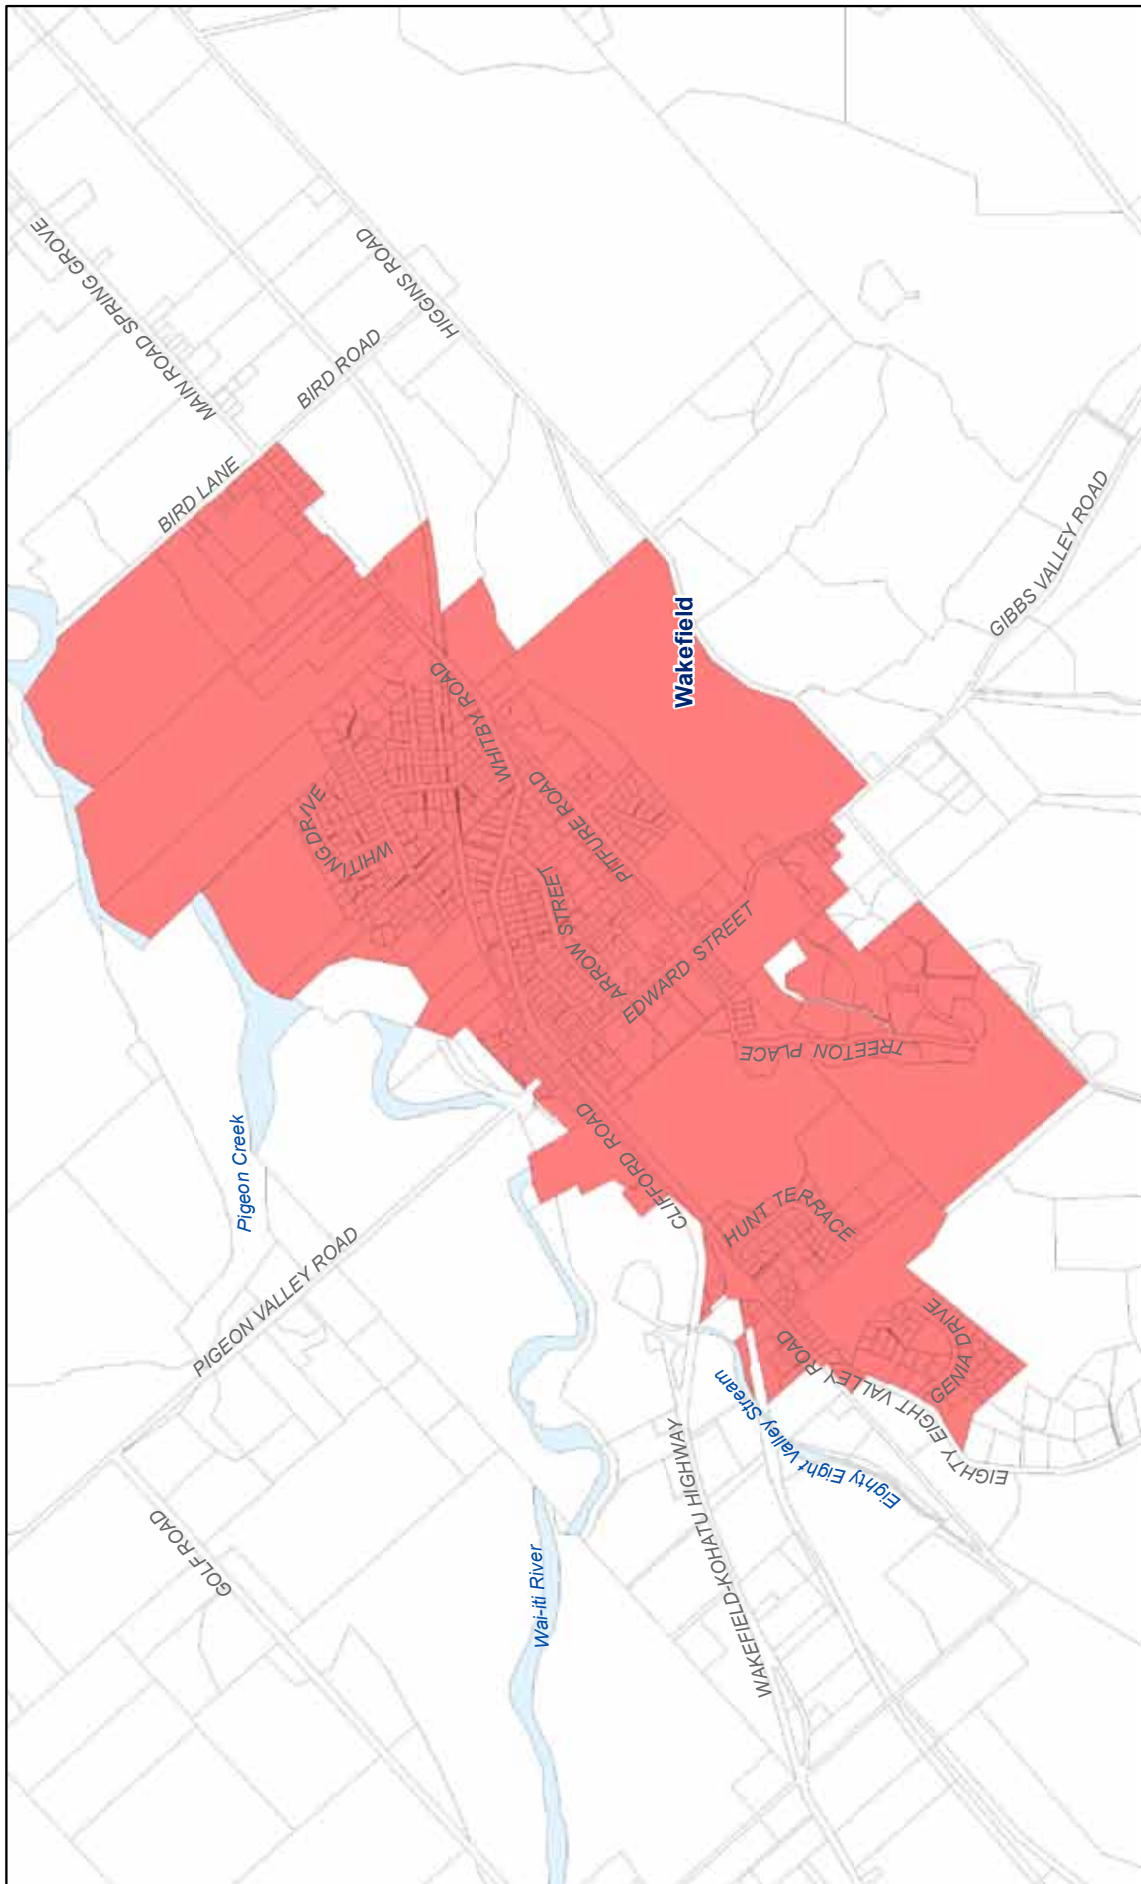 MAIN ROAD SPRING GROVE
HIGGINS ROAD
BIRD ROAD
BIRD LANE
GIBBS VALLEY ROAD
Wakefield
WHITBY ROAD
WHITING DRIVE
PITFURE ROAD
ARROW STREET
EDWARD STREET
TREETON PLACE
Pigeon Creek
CLIFFORD ROAD
HUNT TERRACE
PIGEON VALLEY ROAD
GENIA DRIVE
EIGHTY EIGHT VALLEY ROAD
Eighty Eight Valley Stream
WAKEFIELD-KOHATU HIGHWAY
GOLF ROAD
Wai-iti River